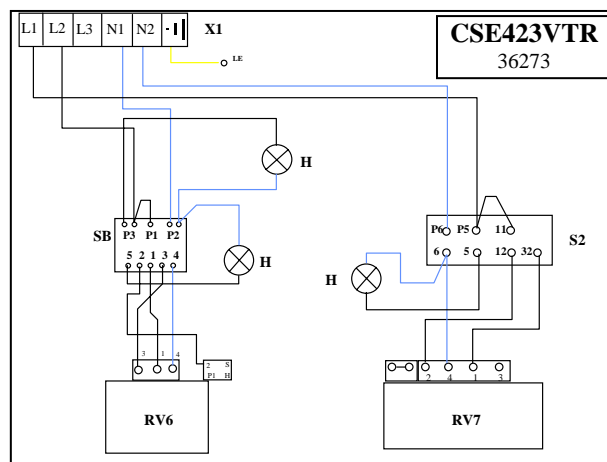 L1 L2 L3 N1 N2 X1
CSE423VTR
36273
LE
H
SB
P3 P1 P2
5 2 1 3 4
H
P6 P5 11
6 5 12 32
S2
H
3 1 4
2 S
P1 H
RV6
2 4 1 3
RV7